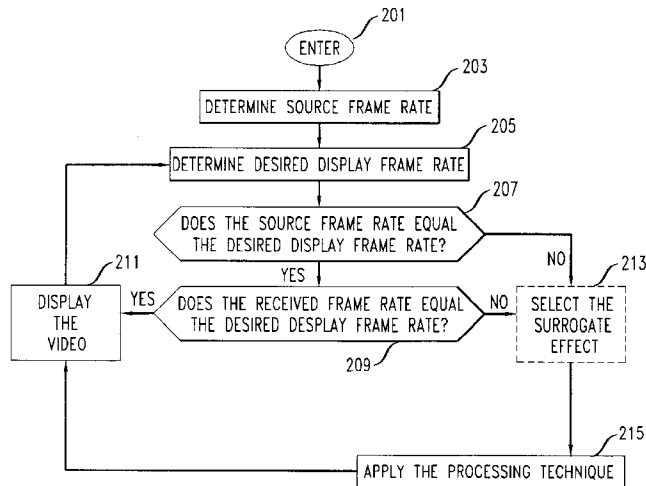 201
ENTER
203
DETERMINE SOURCE FRAME RATE
205
DETERMINE DESIRED DISPLAY FRAME RATE
207
DOES THE SOURCE FRAME RATE EQUAL
THE DESIRED DISPLAY FRAME RATE?
NO
YES
211
DISPLAY
THE
VIDEO
YES
DOES THE RECEIVED FRAME RATE EQUAL
THE DESIRED DESPLAY FRAME RATE?
NO
209
213
SELECT THE
SURROGATE
EFFECT
215
APPLY THE PROCESSING TECHNIQUE